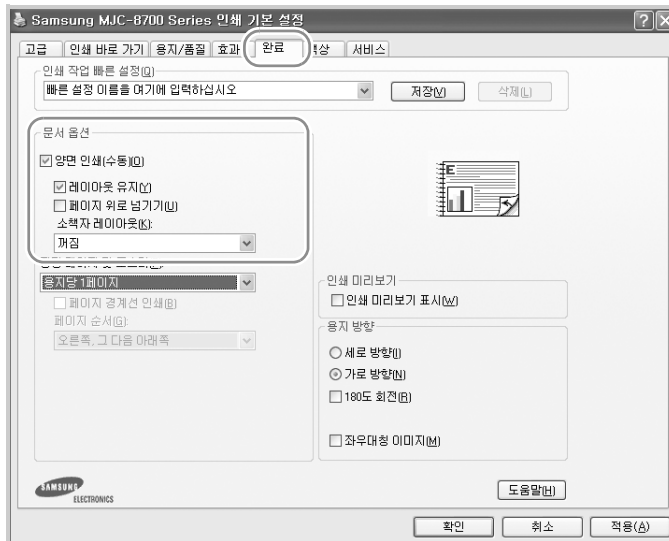 Samsung MJC-8700 Series 인쇄 기본 설정
고급 인쇄 바로 가기 용지/품질 효과 완료 색상 서비스
인쇄 작업 빠른 설정(Q)
빠른 설정 이름을 여기에 입력하십시오
저장(V) 삭제(L)
문서 옵션
양면 인쇄(수동)(O)
레이아웃 유지(Y)
페이지 위로 넘기기(U)
소책자 레이아웃(K):
꺼짐
용지당 1페이지
페이지 경계선 인쇄(B)
페이지 순서(G):
오른쪽, 그 다음 아래쪽
E
인쇄 미리보기
인쇄 미리보기 표시(W)
용지 방향
세로 방향(I)
가로 방향(N)
180도 회전(R)
좌우대칭 이미지(M)
SAMSUNG
ELECTRONICS
도움말(H)
확인 취소 적용(A)